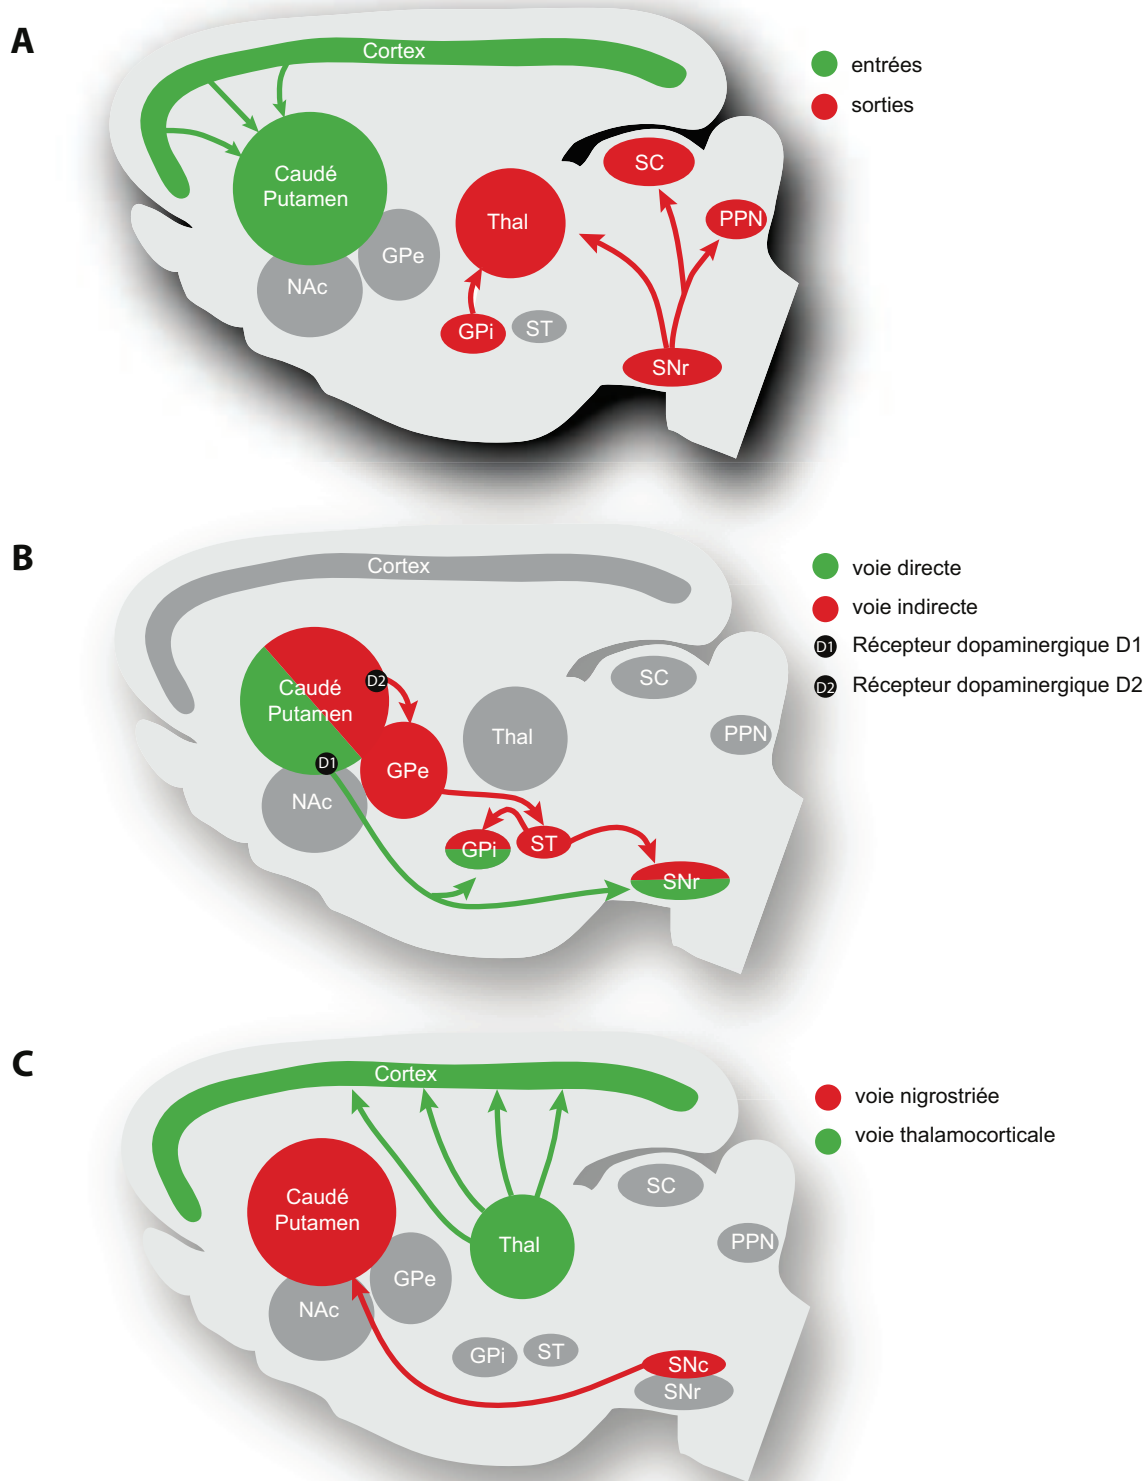 A
Cortex
entrées
sorties
Caudé
Putamen
SC
PPN
Thal
GPe
NAc
GPi
ST
SNr
B
Cortex
voie directe
voie indirecte
D1 Récepteur dopaminergique D1
D2 Récepteur dopaminergique D2
Caudé
Putamen
D2
D1
SC
PPN
Thal
GPe
NAc
GPi
ST
SNr
C
Cortex
voie nigrostriée
voie thalamocorticale
Caudé
Putamen
SC
PPN
Thal
GPe
NAc
GPi
ST
SNc
SNr